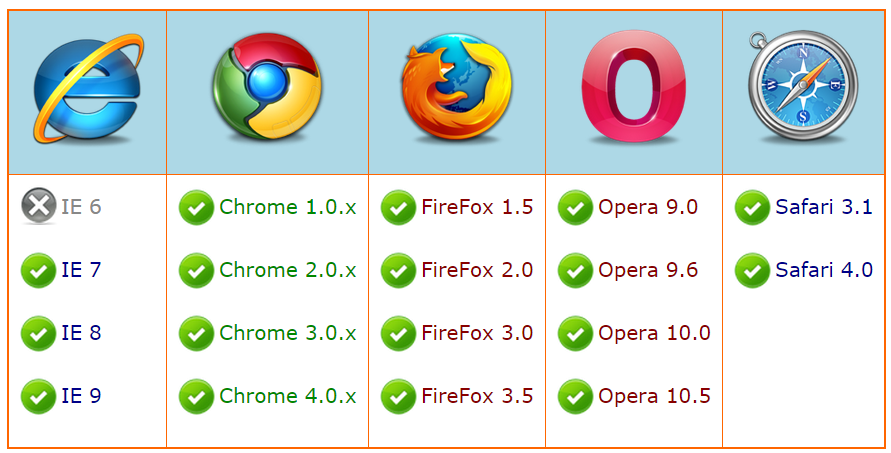 IE 6
Chrome 1.0.x
FireFox 1.5
Opera 9.0
Safari 3.1
IE 7
Chrome 2.0.x
FireFox 2.0
Opera 9.6
Safari 4.0
IE 8
Chrome 3.0.x
FireFox 3.0
Opera 10.0
IE 9
Chrome 4.0.x
FireFox 3.5
Opera 10.5